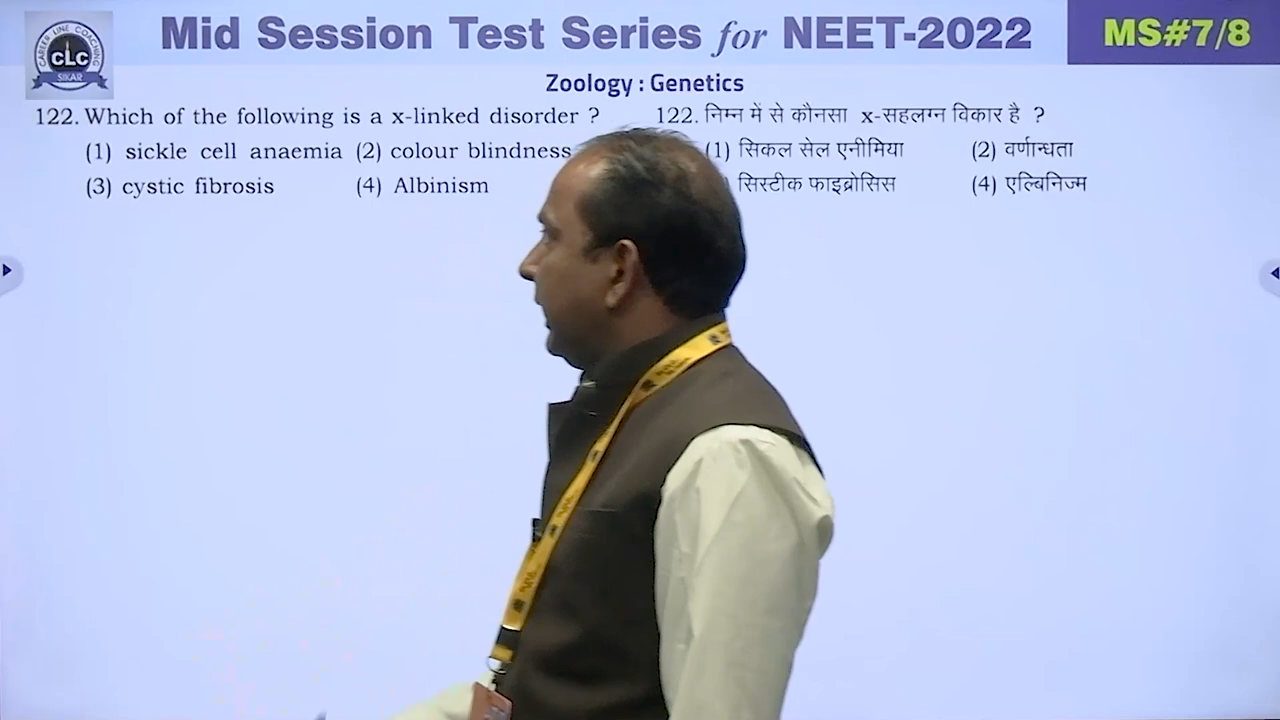 CAREER LINE COACHING
CLC
SIKAR
Mid Session Test Series for NEET-2022
MS#7/8
Zoology : Genetics
122. Which of the following is a x-linked disorder ?
(1) sickle cell anaemia (2) colour blindness
(3) cystic fibrosis (4) Albinism
122. निम्न में से कौनसा x-सहलग्न विकार है ?
(1) सिकल सेल एनीमिया (2) वर्णान्धता
सिस्टीक फाइब्रोसिस (4) एल्बिनिज्म